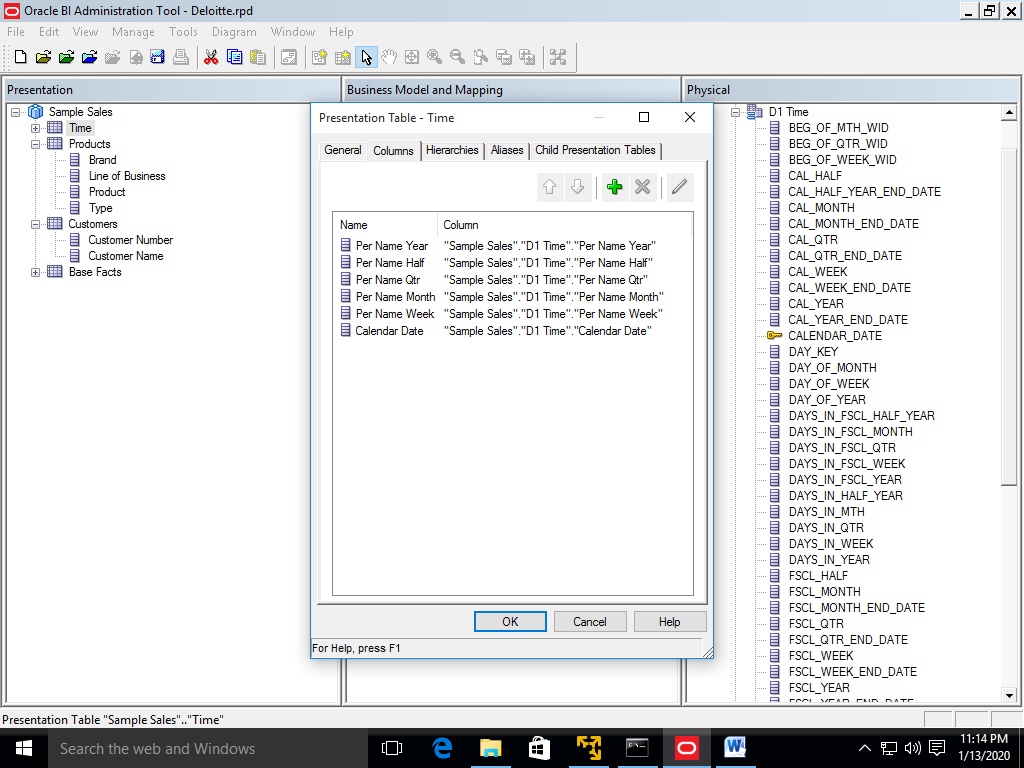 Oracle BI Administration Tool - Deloitte.rpd
File Edit View Manage Tools Diagram Window Help
Presentation
Sample Sales
Time
Products
Brand
Line of Business
Product
Type
Customers
Customer Number
Customer Name
Base Facts
Business Model and Mapping
Presentation Table - Time
General Columns Hierarchies Aliases Child Presentation Tables
Name Column
Per Name Year "Sample Sales"."D1 Time"."Per Name Year"
Per Name Half "Sample Sales"."D1 Time"."Per Name Half"
Per Name Qtr "Sample Sales"."D1 Time"."Per Name Qtr"
Per Name Month "Sample Sales"."D1 Time"."Per Name Month"
Per Name Week "Sample Sales"."D1 Time"."Per Name Week"
Calendar Date "Sample Sales"."D1 Time"."Calendar Date"
OK Cancel Help
For Help, press F1
Physical
D1 Time
BEG_OF_MTH_WID
BEG_OF_QTR_WID
BEG_OF_WEEK_WID
CAL_HALF
CAL_HALF_YEAR_END_DATE
CAL_MONTH
CAL_MONTH_END_DATE
CAL_QTR
CAL_QTR_END_DATE
CAL_WEEK
CAL_WEEK_END_DATE
CAL_YEAR
CAL_YEAR_END_DATE
CALENDAR_DATE
DAY_KEY
DAY_OF_MONTH
DAY_OF_WEEK
DAY_OF_YEAR
DAYS_IN_FSCL_HALF_YEAR
DAYS_IN_FSCL_MONTH
DAYS_IN_FSCL_QTR
DAYS_IN_FSCL_WEEK
DAYS_IN_FSCL_YEAR
DAYS_IN_HALF_YEAR
DAYS_IN_MTH
DAYS_IN_QTR
DAYS_IN_WEEK
DAYS_IN_YEAR
FSCL_HALF
FSCL_MONTH
FSCL_MONTH_END_DATE
FSCL_QTR
FSCL_QTR_END_DATE
FSCL_WEEK
FSCL_WEEK_END_DATE
FSCL_YEAR
FSCL_YEAR_END_DATE
Presentation Table "Sample Sales".."Time"
Search the web and Windows
11:14 PM
1/13/2020